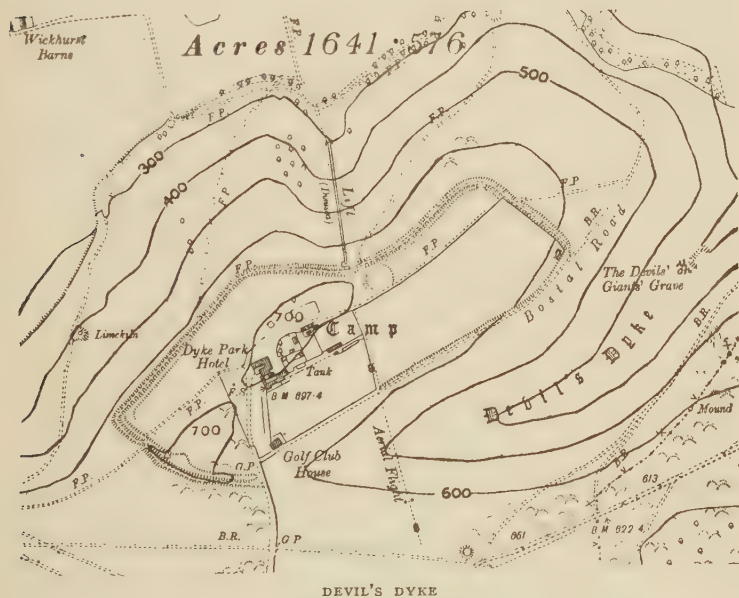 Wickhurst
Barne
Acres 1641·576
F.P.
F.P.
500
F.P.
F.P.
300
400
F.P.
F.P.
Lift
(Disused)
F.P.
F.P.
B.R.
Bostal Road
F.P.
The Devils' or
Giants' Grave
700
Camp
B.R.
Limekiln
Dyke Park
Hotel
Tank
Devil's Dyke
B M 697·4
F.P.
F.P.
Mound
700
Aerial Flight
Golf Club
House
G.P.
B.R.
F.P.
600
613
B.R.
G P
661
B M 622·4
DEVIL'S DYKE